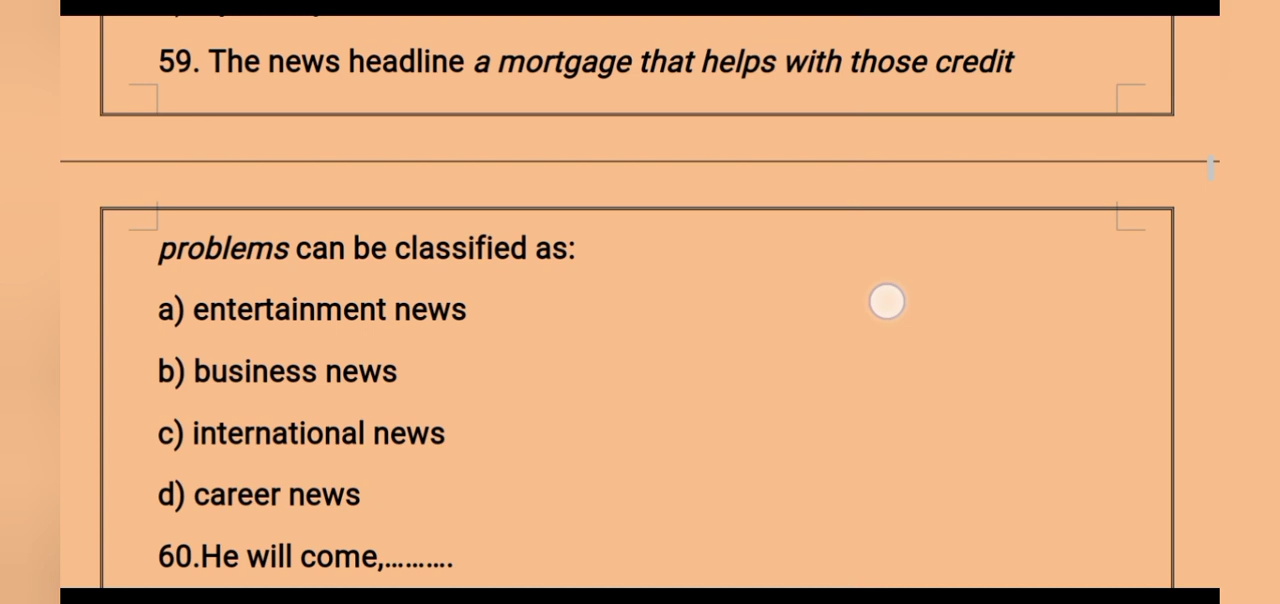 59. The news headline a mortgage that helps with those credit
problems can be classified as:
a) entertainment news
b) business news
c) international news
d) career news
60.He will come,..........